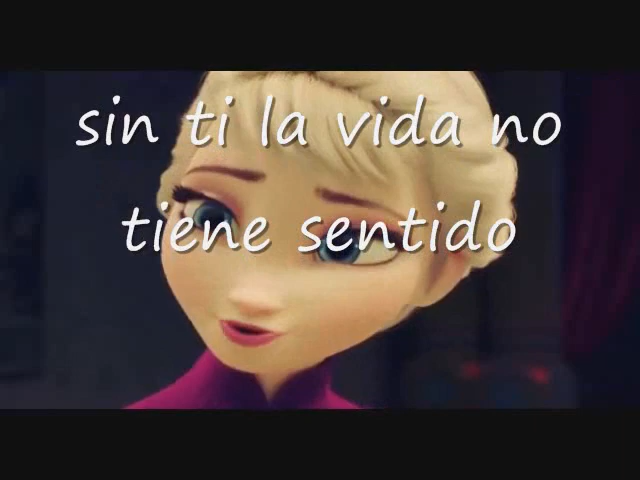 sin ti la vida no
tiene sentido